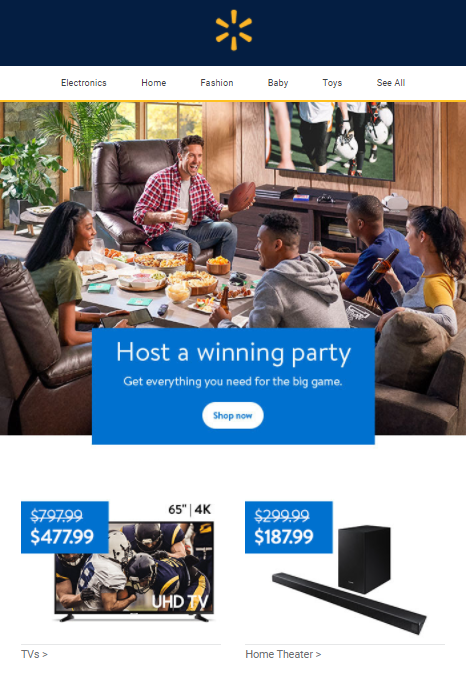 Electronics Home Fashion Baby Toys See All
Host a winning party
Get everything you need for the big game.
Shop now
$797.99
$477.99
65" | 4K
UHD TV
TVs >
$299.99
$187.99
Home Theater >